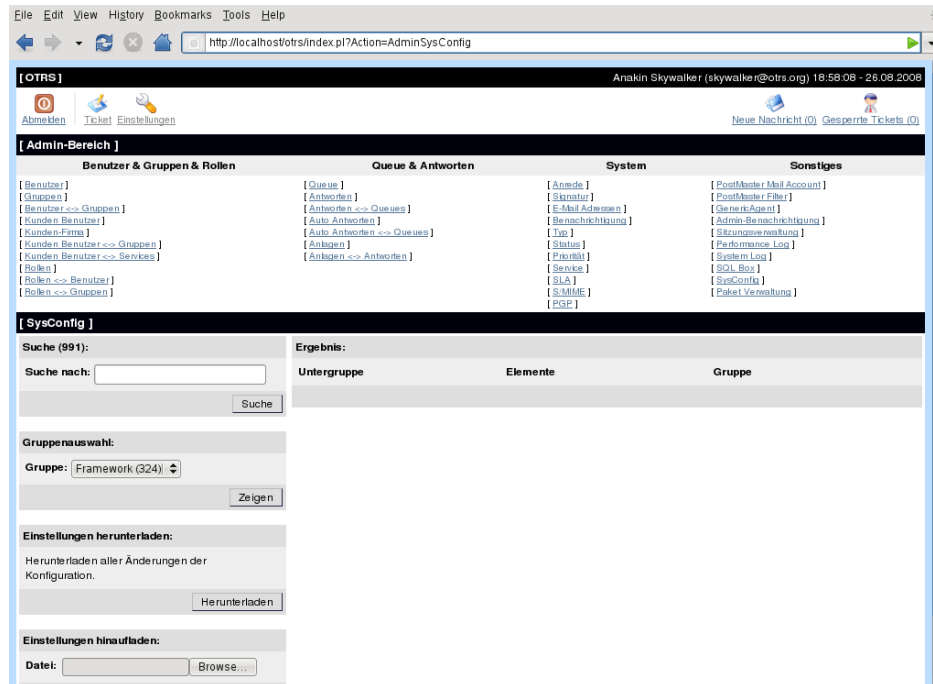 File Edit View History Bookmarks Tools Help
http://localhost/otrs/index.pl?Action=AdminSysConfig
[ OTRS ] Anakin Skywalker (skywalker@otrs.org) 18:58:08 - 26.08.2008
Abmelden Ticket Einstellungen Neue Nachricht (0) Gesperrte Tickets (0)
[ Admin-Bereich ]
Benutzer & Gruppen & Rollen Queue & Antworten System Sonstiges
[ Benutzer ] [ Queue ] [ Anrede ] [ PostMaster Mail Account ]
[ Gruppen ] [ Antworten ] [ Signatur ] [ PostMaster Filter ]
[ Benutzer <-> Gruppen ] [ Antworten <-> Queues ] [ E-Mail Adressen ] [ GenericAgent ]
[ Kunden Benutzer ] [ Auto Antworten ] [ Benachrichtigung ] [ Admin-Benachrichtigung ]
[ Kunden-Firma ] [ Auto Antworten <-> Queues ] [ Typ ] [ Sitzungsverwaltung ]
[ Kunden Benutzer <-> Gruppen ] [ Anlagen ] [ Status ] [ Performance Log ]
[ Kunden Benutzer <-> Services ] [ Anlagen <-> Antworten ] [ Priorität ] [ System Log ]
[ Rollen ] [ Service ] [ SQL Box ]
[ Rollen <-> Benutzer ] [ SLA ] [ SysConfig ]
[ Rollen <-> Gruppen ] [ S/MIME ] [ Paket Verwaltung ]
[ PGP ]
[ SysConfig ]
Suche (991): Ergebnis:
Suche nach: Untergruppe Elemente Gruppe
Suche
Gruppenauswahl:
Gruppe: Framework (324)
Zeigen
Einstellungen herunterladen:
Herunterladen aller Änderungen der
Konfiguration.
Herunterladen
Einstellungen hinaufladen:
Datei: Browse...